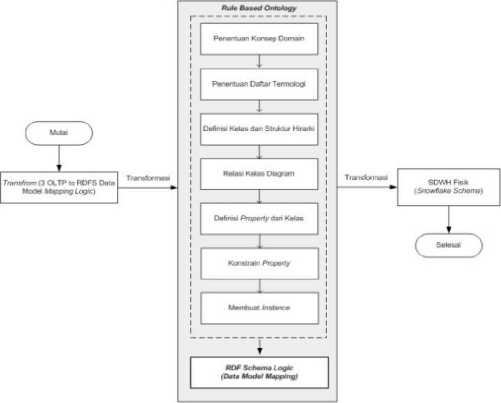 Rule Based Ontology
Penentuan Konsep Domain
Penentuan Daftar Termologi
Definisi Kelas dan Struktur Hirarki
Relasi Kelas Diagram
Definisi Property dari Kelas
Konstrain Property
Membuat Instance
RDF Schema Logic
(Data Model Mapping)
Mulai
Transfrom (3 OLTP to RDFS Data
Model Mapping Logic)
Transformasi
Transformasi
SDWH Fisik
(Snowflake Schema)
Selesai